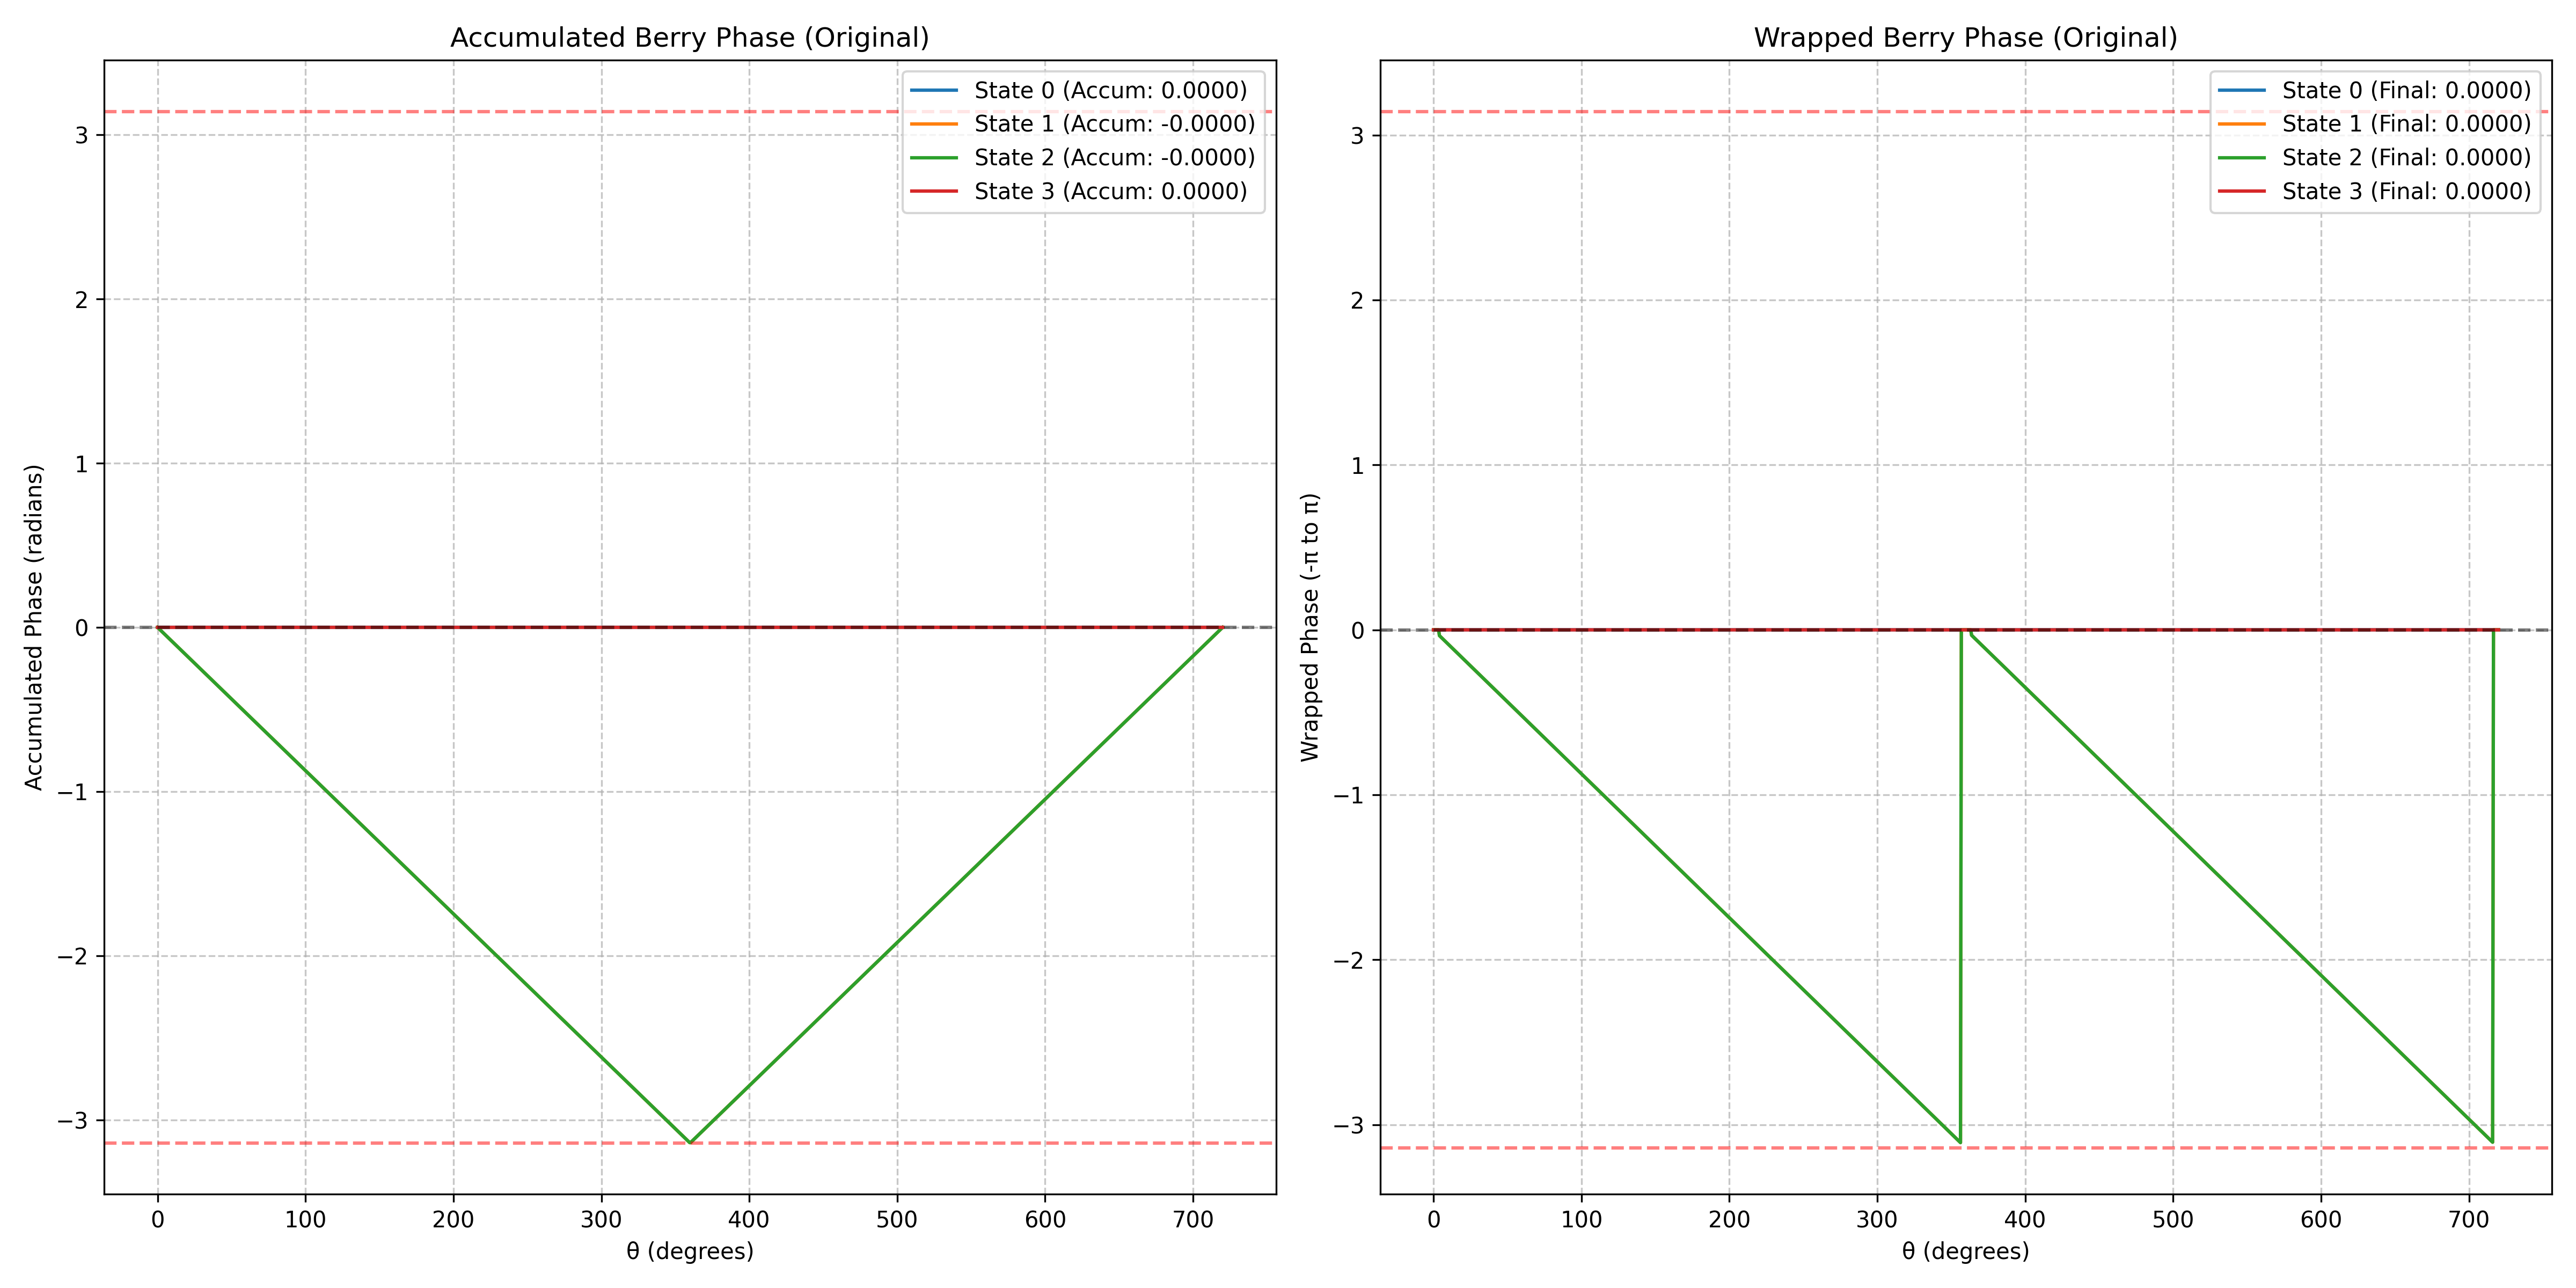 Accumulated Berry Phase (Original)
State 0 (Accum: 0.0000)
State 1 (Accum: -0.0000)
State 2 (Accum: -0.0000)
State 3 (Accum: 0.0000)
Accumulated Phase (radians)
3
2
1
0
−1
−2
−3
0 100 200 300 400 500 600 700
θ (degrees)
Wrapped Berry Phase (Original)
State 0 (Final: 0.0000)
State 1 (Final: 0.0000)
State 2 (Final: 0.0000)
State 3 (Final: 0.0000)
Wrapped Phase (-π to π)
3
2
1
0
−1
−2
−3
0 100 200 300 400 500 600 700
θ (degrees)